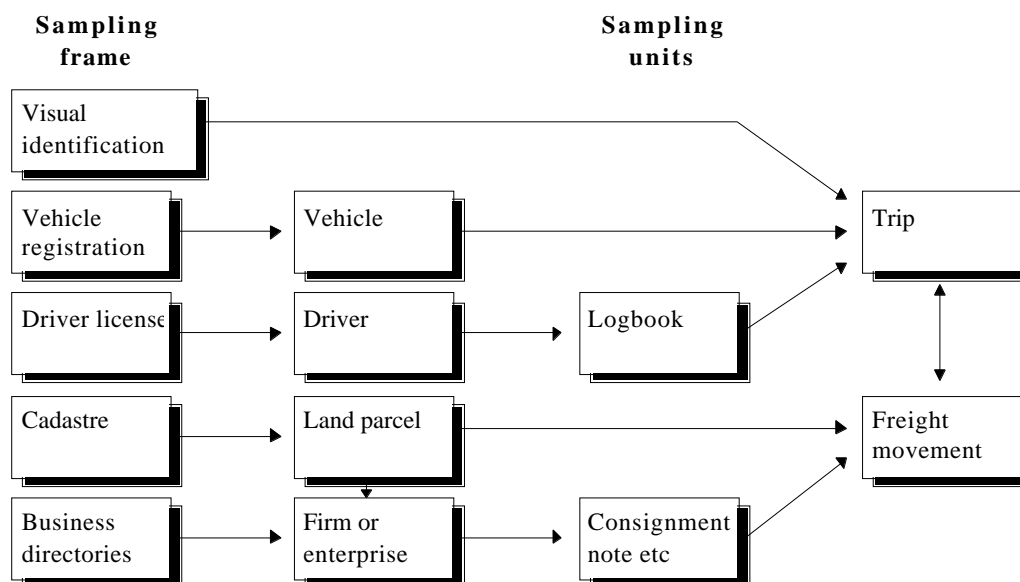 Sampling
frame
Sampling
units
Visual
identification
Vehicle
registration
Vehicle
Trip
Driver license
Driver
Logbook
Cadastre
Land parcel
Freight
movement
Business
directories
Firm or
enterprise
Consignment
note etc